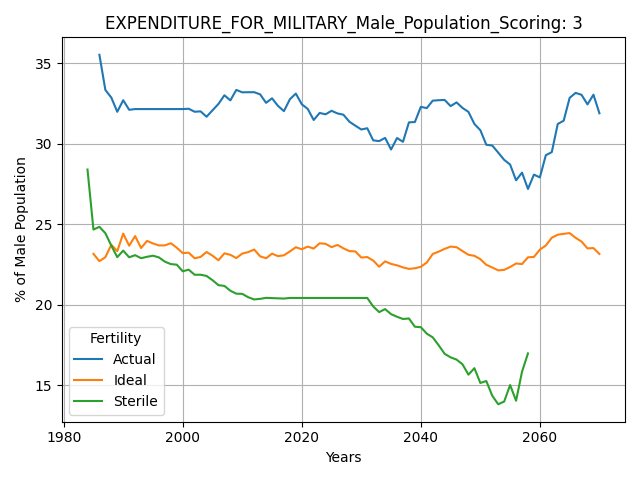 EXPENDITURE_FOR_MILITARY_Male_Population_Scoring: 3
% of Male Population
35
30
25
20
15
Fertility
Actual
Ideal
Sterile
1980
2000
2020
2040
2060
Years